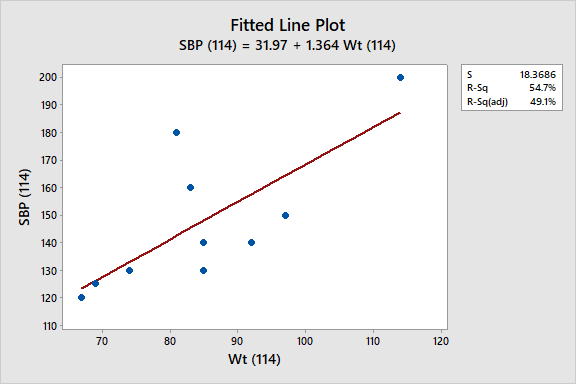 Fitted Line Plot
SBP (114) = 31.97 + 1.364 Wt (114)
S 18.3686
R-Sq 54.7%
R-Sq(adj) 49.1%
SBP (114)
200
190
180
170
160
150
140
130
120
110
70 80 90 100 110 120
Wt (114)